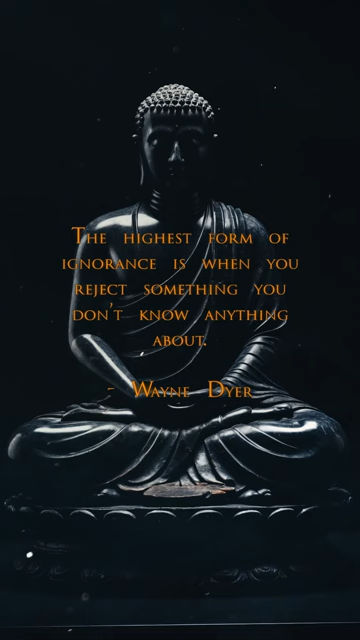 The highest form of
ignorance is when you
reject something you
don't know anything
about.
- Wayne Dyer